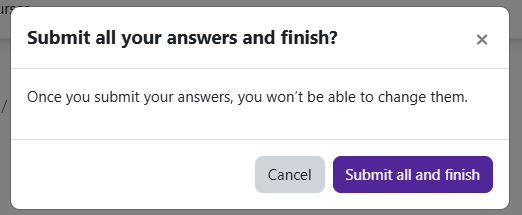 Submit all your answers and finish?
×
Once you submit your answers, you won't be able to change them.
Cancel
Submit all and finish